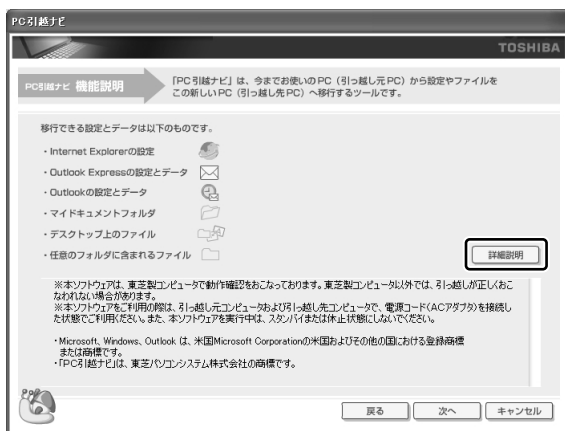 PC引越ナビ
TOSHIBA
PC引越ナビ 機能説明
「PC引越ナビ」は、今までお使いのPC(引っ越し元PC)から設定やファイルを
この新しいPC(引っ越し先PC)へ移行するツールです。
移行できる設定とデータは以下のものです。
・Internet Explorerの設定
・Outlook Expressの設定とデータ
・Outlookの設定とデータ
・マイドキュメントフォルダ
・デスクトップ上のファイル
・任意のフォルダに含まれるファイル
詳細説明
※本ソフトウェアは、東芝製コンピュータで動作確認をおこなっております。東芝製コンピュータ以外では、引っ越しが正しくおこ
なわれない場合があります。
※本ソフトウェアをご利用の際は、引っ越し元コンピュータおよび引っ越し先コンピュータで、電源コード(ACアダプタ)を接続し
た状態でご利用ください。また、本ソフトウェアを実行中は、スタンバイまたは休止状態にしないでください。
・Microsoft、Windows、Outlook は、米国Microsoft Corporationの米国およびその他の国における登録商標
または商標です。
・「PC引越ナビ」は、東芝パソコンシステム株式会社の商標です。
戻る 次へ キャンセル